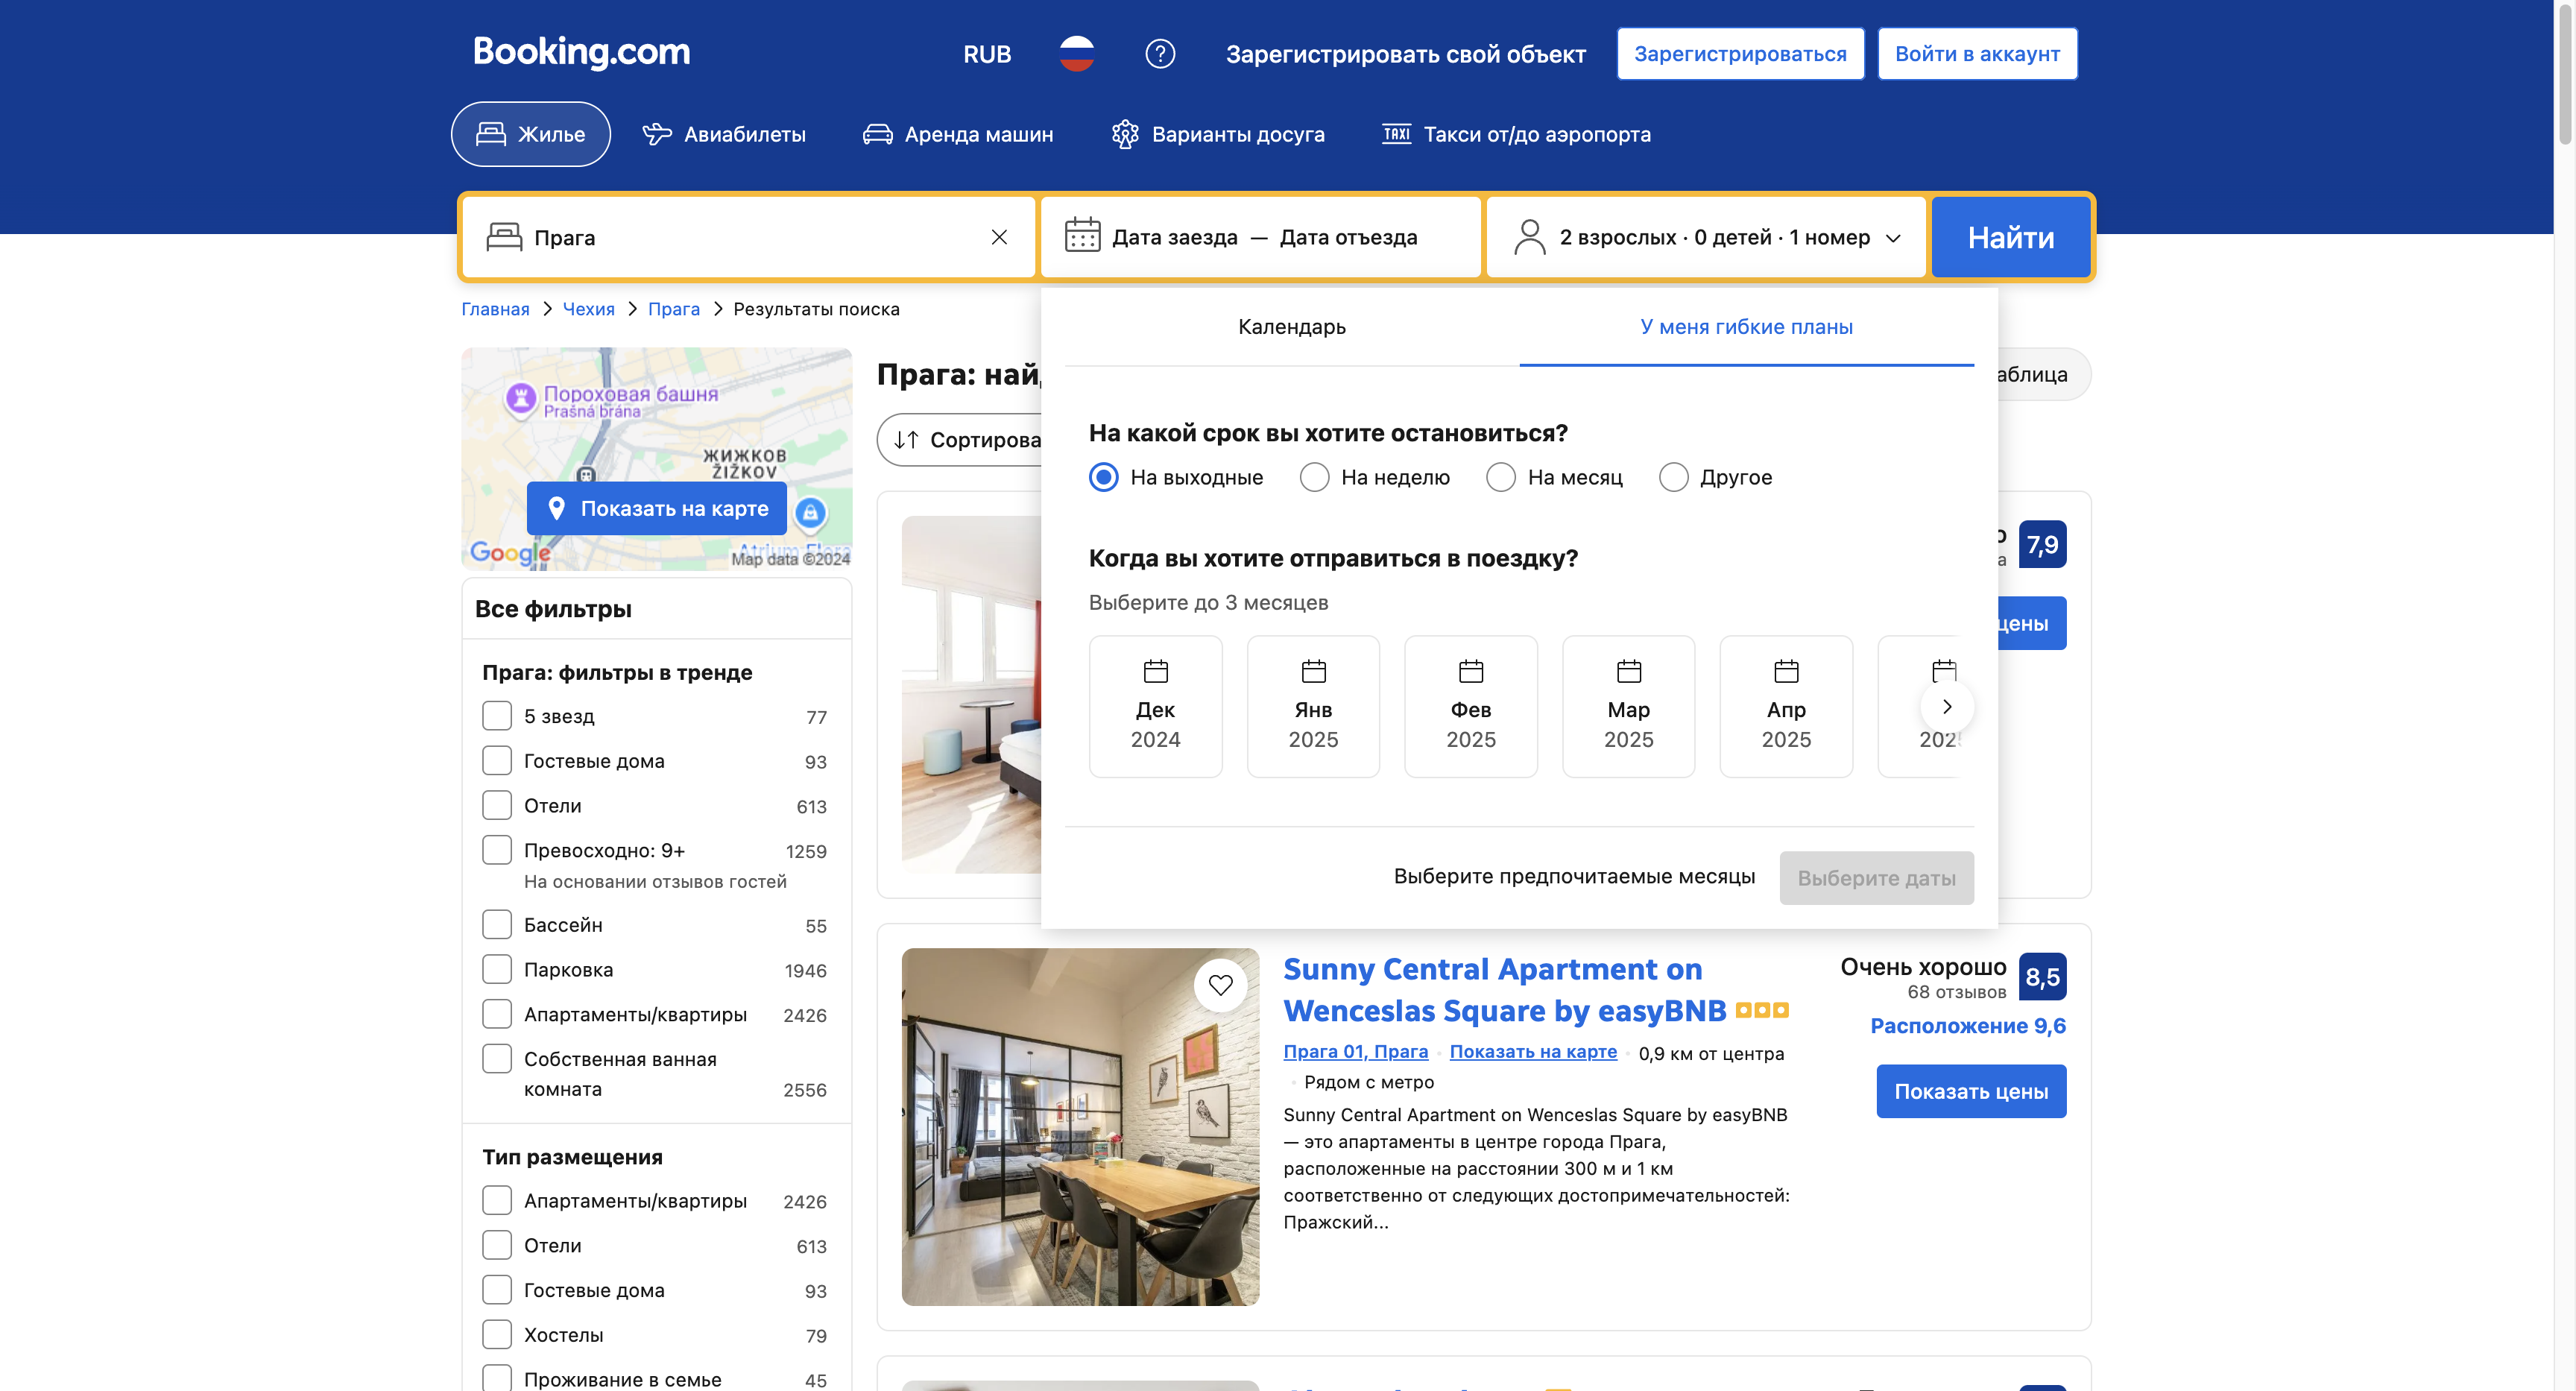 Booking.com
RUB
Зарегистрировать свой объект
Зарегистрироваться
Войти в аккаунт
Жилье
Авиабилеты
Аренда машин
Варианты досуга
TAXI
Такси от/до аэропорта
Прага
Дата заезда — Дата отъезда
2 взрослых · 0 детей · 1 номер
Найти
Главная > Чехия > Прага > Результаты поиска
Календарь
У меня гибкие планы
На какой срок вы хотите остановиться?
На выходные
На неделю
На месяц
Другое
Когда вы хотите отправиться в поездку?
Выберите до 3 месяцев
Дек
2024
Янв
2025
Фев
2025
Мар
2025
Апр
2025
Выберите предпочитаемые месяцы
Выберите даты
Пороховая башня
Prašná brána
ЖИЖКОВ
ŽIŽKOV
Показать на карте
Google
Map data ©2024
Все фильтры
Прага: фильтры в тренде
5 звезд 77
Гостевые дома 93
Отели 613
Превосходно: 9+ 1259
На основании отзывов гостей
Бассейн 55
Парковка 1946
Апартаменты/квартиры 2426
Собственная ванная
комната 2556
Тип размещения
Апартаменты/квартиры 2426
Отели 613
Гостевые дома 93
Хостелы 79
Проживание в семье 45
Прага:
7,9
цены
Sunny Central Apartment on
Wenceslas Square by easyBNB
Прага 01, Прага
Показать на карте
0,9 км от центра
Рядом с метро
Sunny Central Apartment on Wenceslas Square by easyBNB
— это апартаменты в центре города Прага,
расположенные на расстоянии 300 м и 1 км
соответственно от следующих достопримечательностей:
Пражский...
Очень хорошо
68 отзывов
8,5
Расположение 9,6
Показать цены